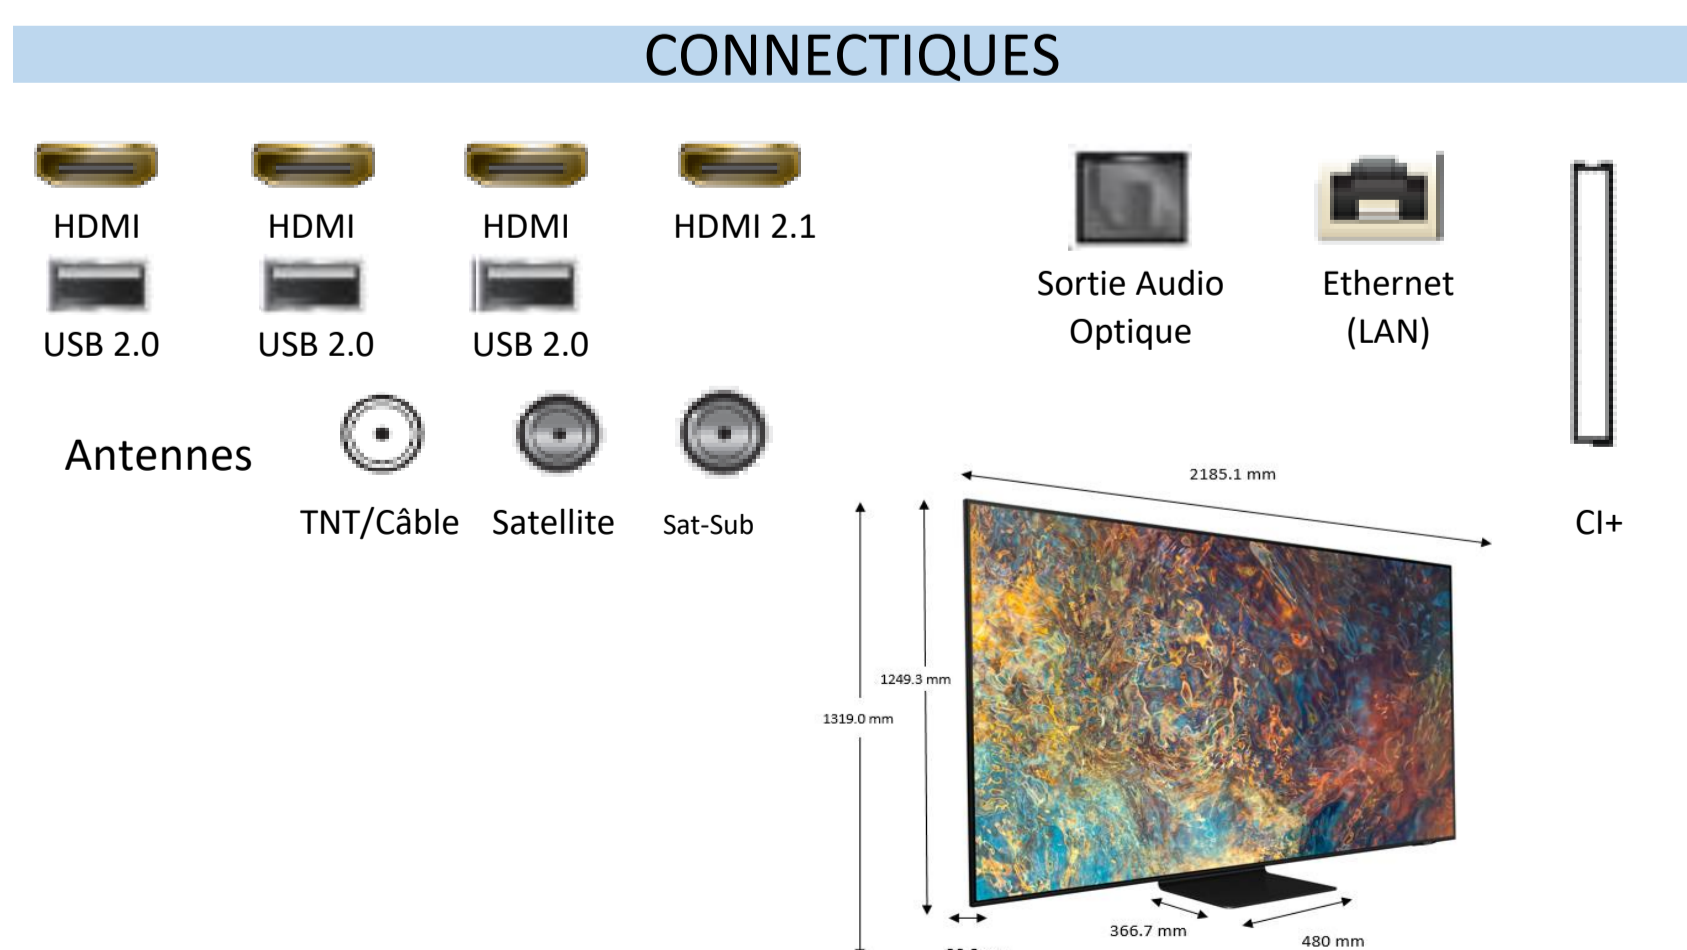 CONNECTIQUES
HDMI
HDMI
HDMI
HDMI 2.1
USB 2.0
USB 2.0
USB 2.0
Sortie Audio
Optique
Ethernet
(LAN)
CI+
Antennes
TNT/Câble
Satellite
Sat-Sub
2185.1 mm
1249.3 mm
1319.0 mm
366.7 mm
480 mm